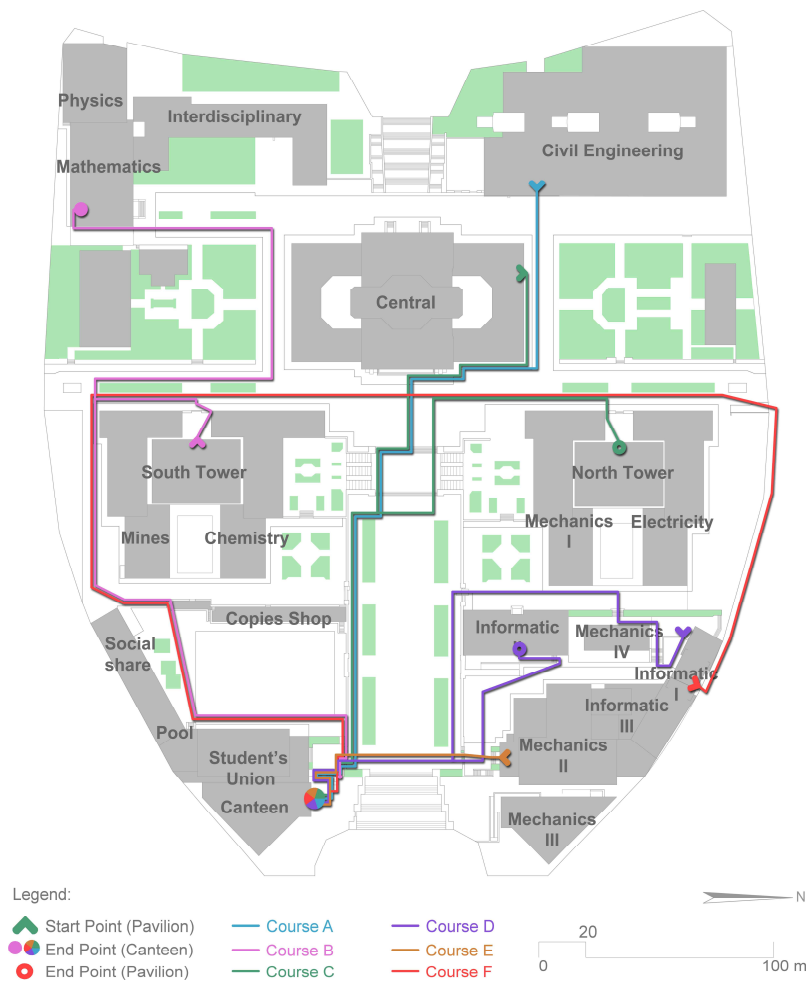 Physics
Interdisciplinary
Mathematics
Civil Engineering
Central
South Tower
North Tower
Mines
Chemistry
Mechanics
I
Electricity
Copies Shop
Informatic
Mechanics
IV
Social
share
Informatic
I
Informatic
III
Pool
Student's
Union
Mechanics
II
Canteen
Mechanics
III
Legend:
Start Point (Pavilion)
End Point (Canteen)
End Point (Pavilion)
Course A
Course B
Course C
Course D
Course E
Course F
N
20
0
100 m